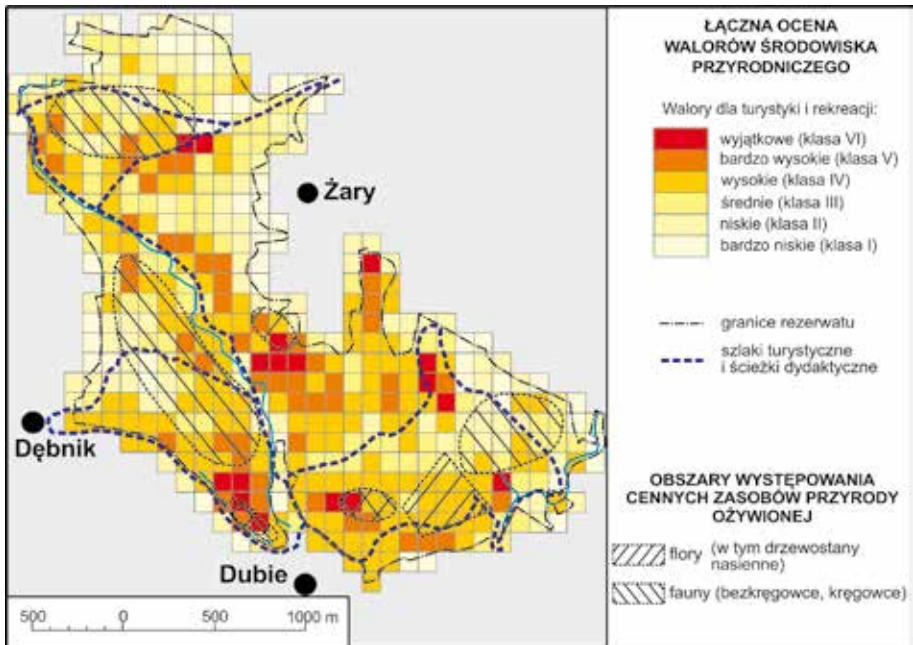 ŁĄCZNA OCENA
WALORÓW ŚRODOWISKA
PRZYRODNICZEGO
Walory dla turystyki i rekreacji:
wyjątkowe (klasa VI)
bardzo wysokie (klasa V)
wysokie (klasa IV)
średnie (klasa III)
niskie (klasa II)
bardzo niskie (klasa I)
granice rezerwatu
szlaki turystyczne
i ścieżki dydaktyczne
OBSZARY WYSTĘPOWANIA
CENNYCH ZASOBÓW PRZYRODY
OŻYWIONEJ
flory (w tym drzewostany
nasienne)
fauny (bezkręgowce, kręgowce)
Żary
Dębnik
Dubie
500 0 500 1000 m